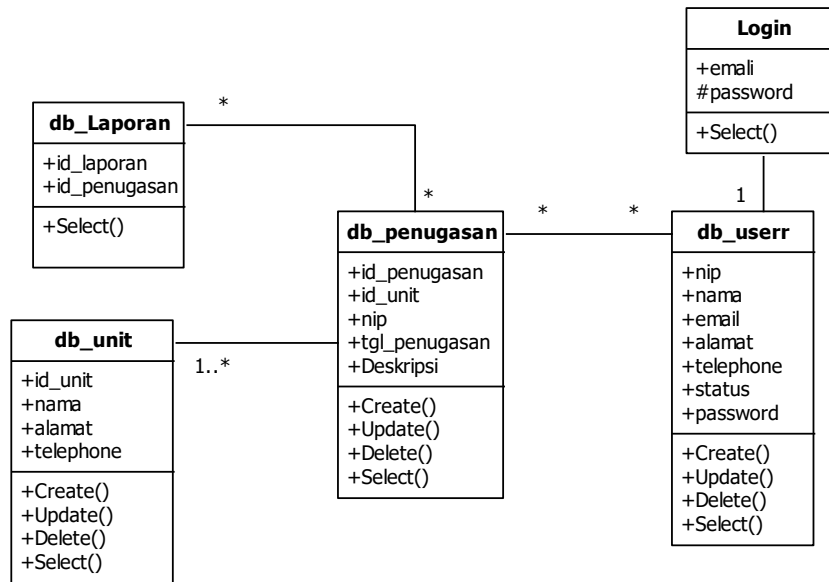 Login
+emali
#password
+Select()
*
db_Laporan
+id_laporan
+id_penugasan
+Select()
*
db_penugasan
+id_penugasan
+id_unit
+nip
+tgl_penugasan
+Deskripsi
+Create()
+Update()
+Delete()
+Select()
*
*
1
db_userr
+nip
+nama
+email
+alamat
+telephone
+status
+password
+Create()
+Update()
+Delete()
+Select()
db_unit
+id_unit
+nama
+alamat
+telephone
+Create()
+Update()
+Delete()
+Select()
1..*